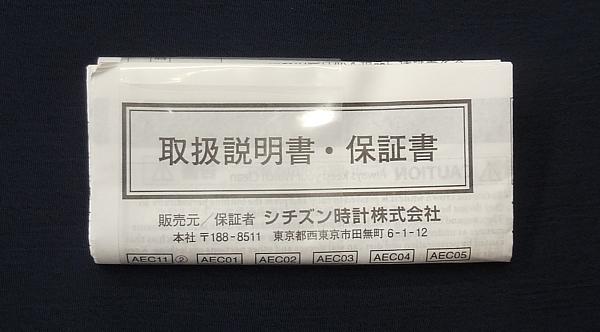 取扱説明書・保証書
販売元／保証者 シチズン時計株式会社
本社 〒188-8511 東京都西東京市田無町 6-1-12
AEC11 ② AEC01 AEC02 AEC03 AEC04 AEC05